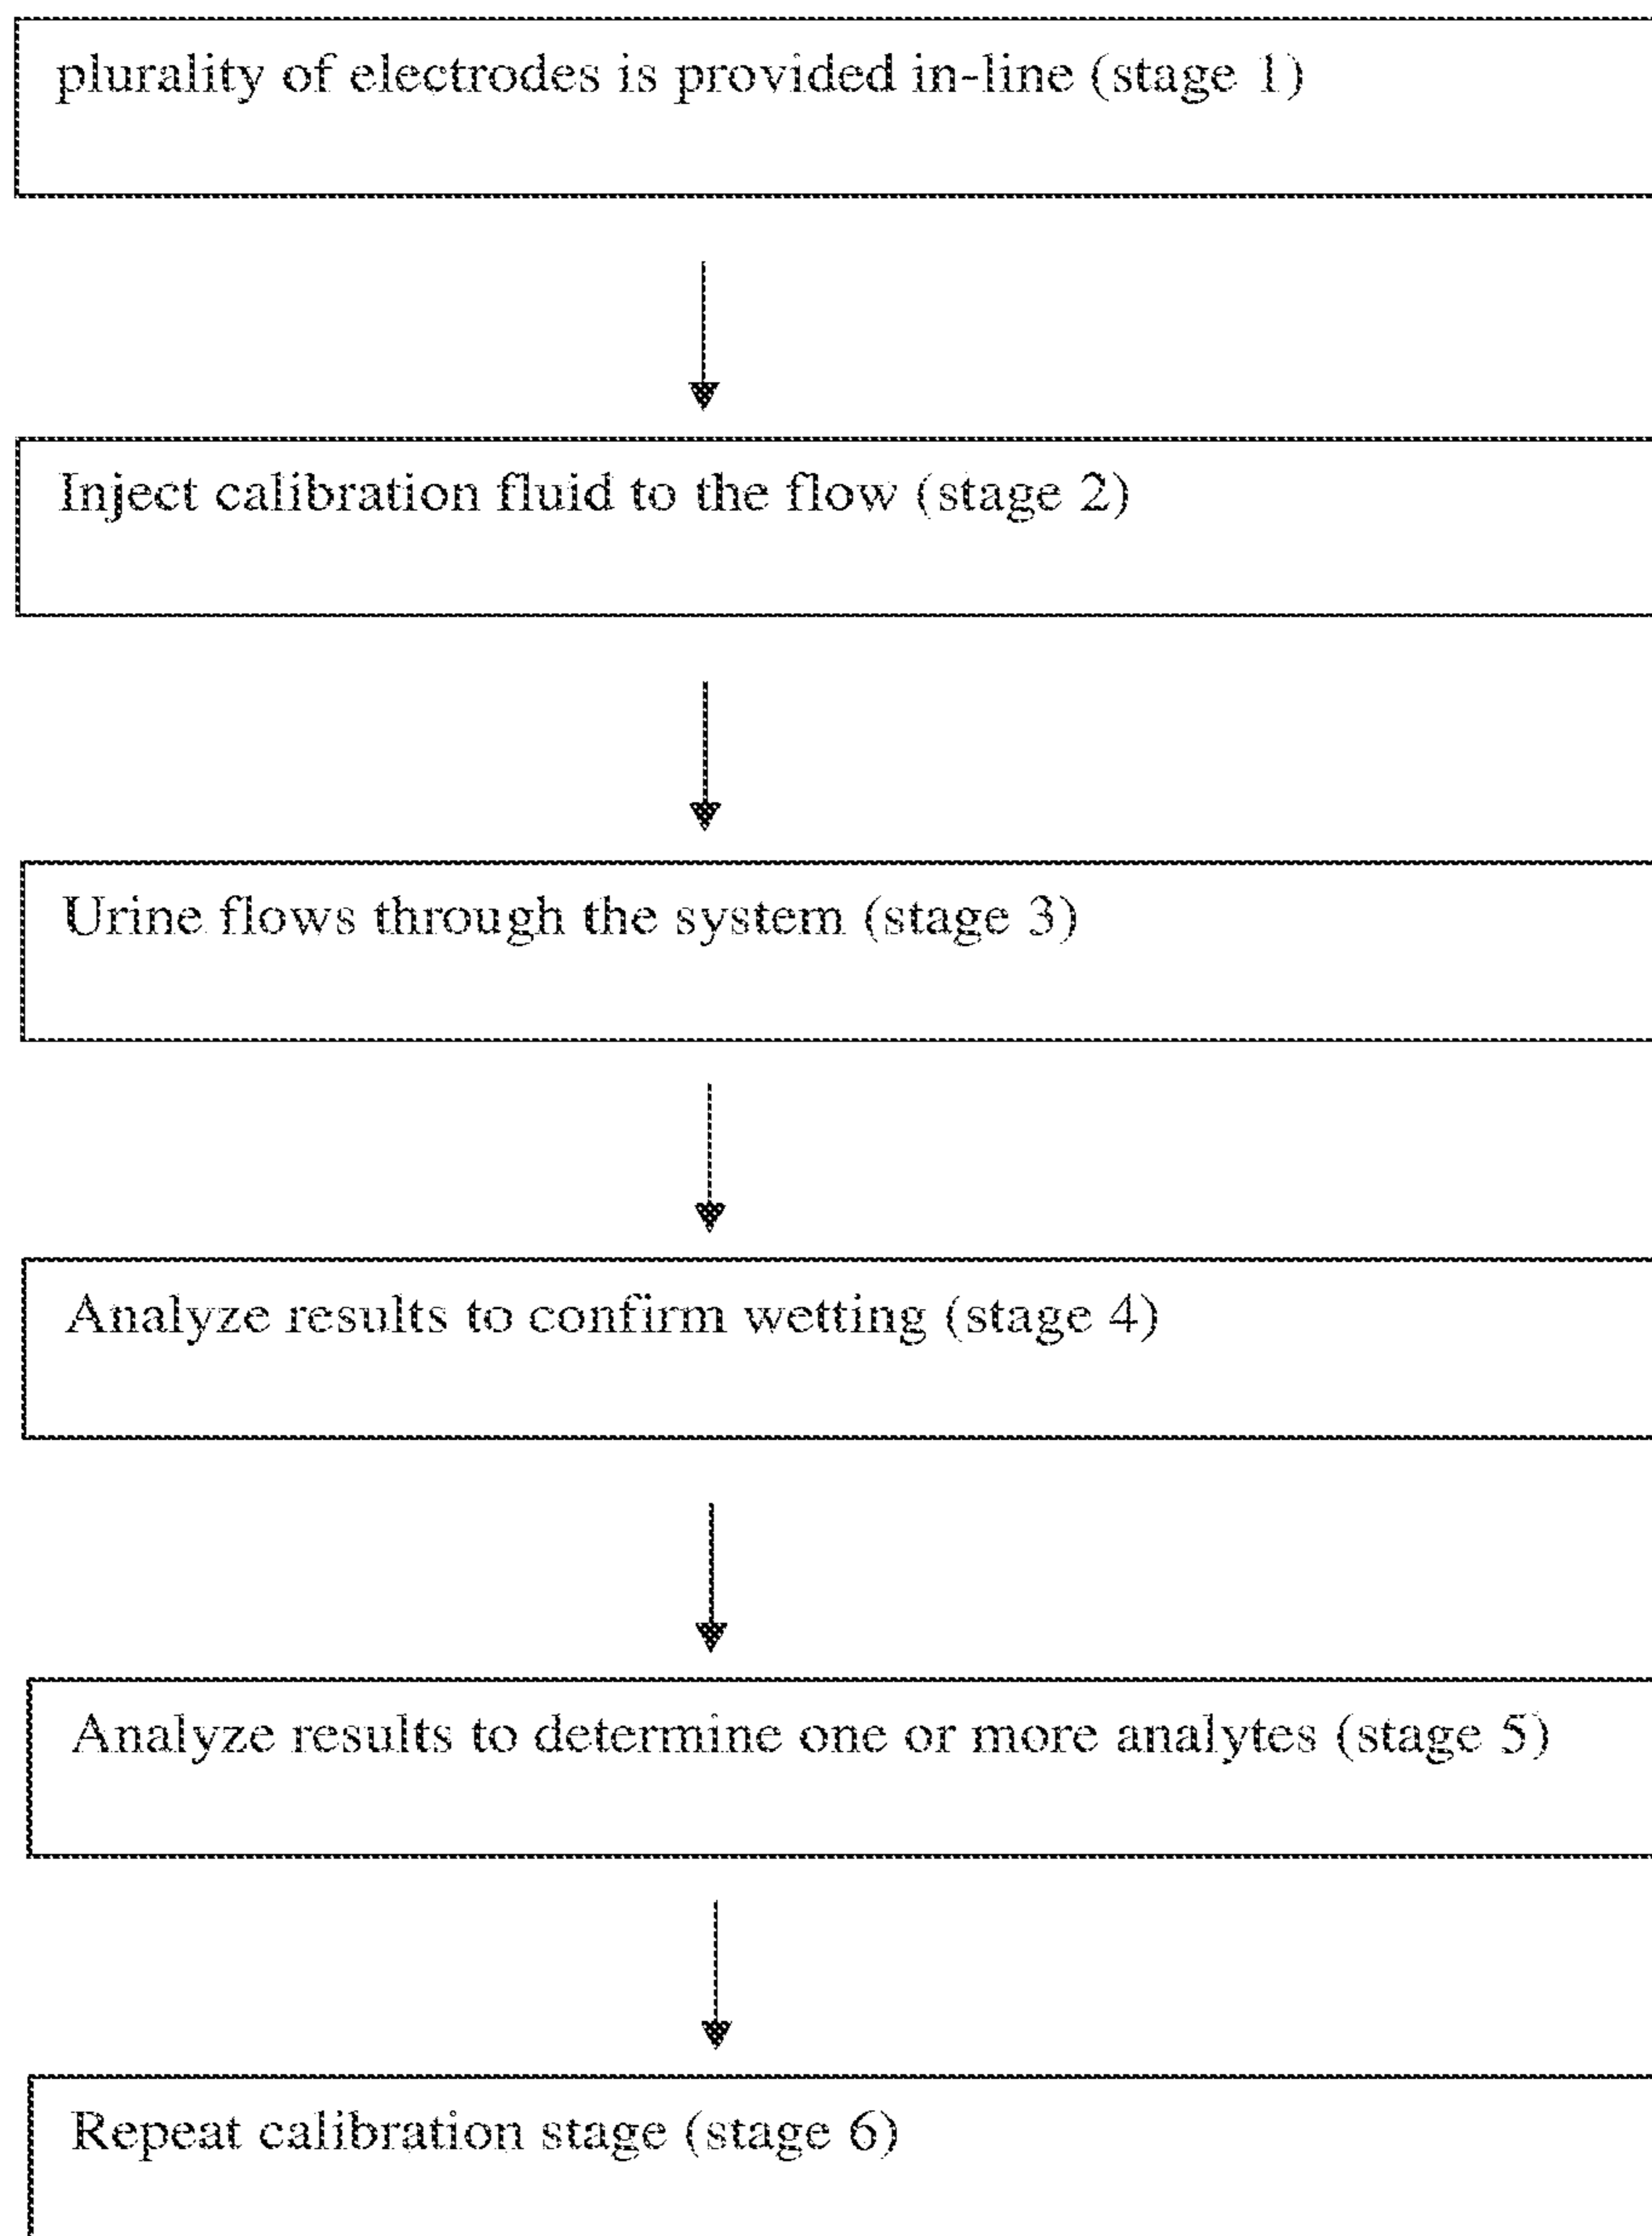 plurality of electrodes is provided in-line (stage 1)
Inject calibration fluid to the flow (stage 2)
Urine flows through the system (stage 3)
Analyze results to confirm wetting (stage 4)
Analyze results to determine one or more analytes (stage 5)
Repeat calibration stage (stage 6)